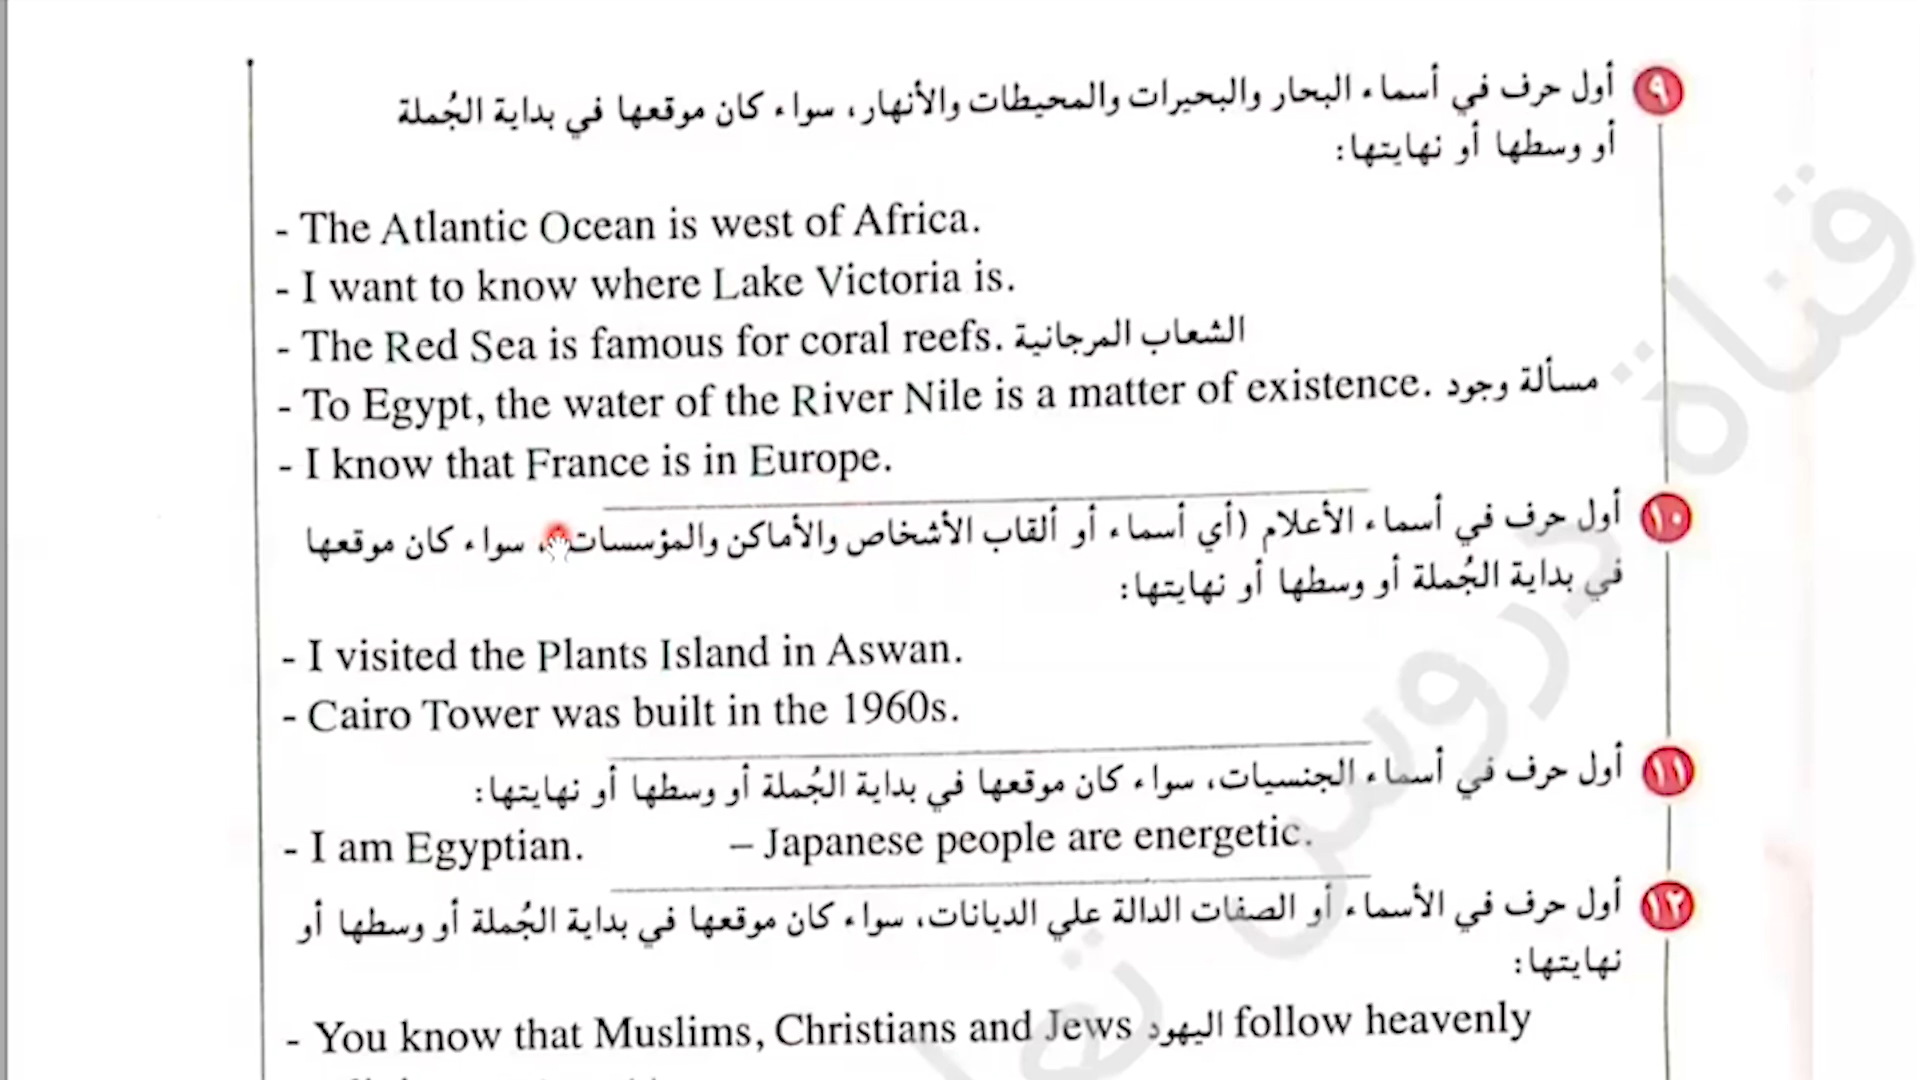 ٩ أول حرف في أسماء البحار والبحيرات والمحيطات والأنهار، سواء كان موقعها في بداية الجُملة
أو وسطها أو نهايتها:
- The Atlantic Ocean is west of Africa.
- I want to know where Lake Victoria is.
- The Red Sea is famous for coral reefs. الشعاب المرجانية
- To Egypt, the water of the River Nile is a matter of existence. مسألة وجود
- I know that France is in Europe.
١٠ أول حرف في أسماء الأعلام (أي أسماء أو ألقاب الأشخاص والأماكن والمؤسسات، سواء كان موقعها
في بداية الجُملة أو وسطها أو نهايتها:
- I visited the Plants Island in Aswan.
- Cairo Tower was built in the 1960s.
١١ أول حرف في أسماء الجنسيات، سواء كان موقعها في بداية الجُملة أو وسطها أو نهايتها:
- I am Egyptian. – Japanese people are energetic.
١٢ أول حرف في الأسماء أو الصفات الدالة علي الديانات، سواء كان موقعها في بداية الجُملة أو وسطها أو
نهايتها:
- You know that Muslims, Christians and Jews اليهود follow heavenly
قناة دروس